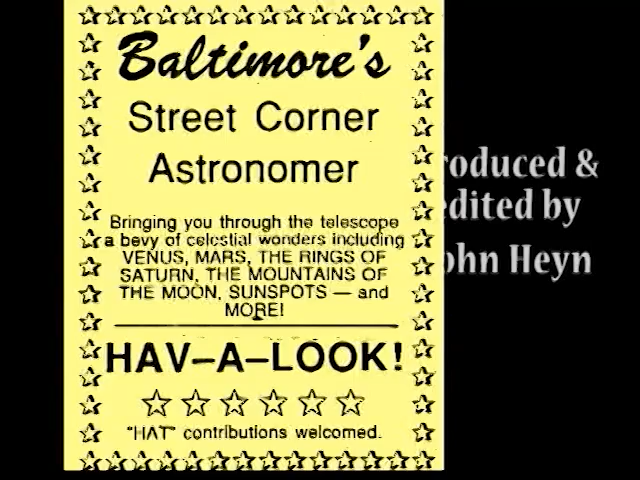 Baltimore's
Street Corner
Astronomer
Bringing you through the telescope
a bevy of celestial wonders including
VENUS, MARS, THE RINGS OF
SATURN, THE MOUNTAINS OF
THE MOON, SUNSPOTS — and
MORE!
HAV–A–LOOK!
"HAT" contributions welcomed.
roduced &
edited by
ohn Heyn